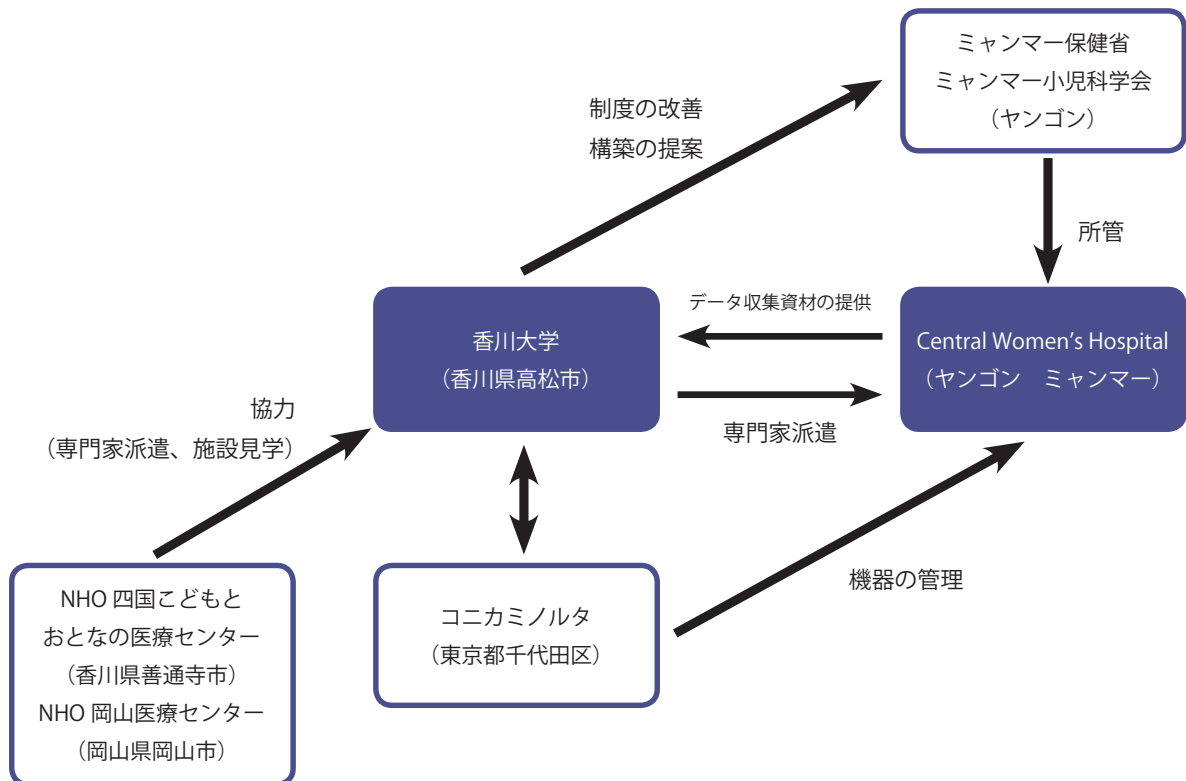 ミャンマー保健省
ミャンマー小児科学会
（ヤンゴン）
制度の改善
構築の提案
所管
データ収集資材の提供
香川大学
（香川県高松市）
Central Women's Hospital
（ヤンゴン　ミャンマー）
専門家派遣
協力
（専門家派遣、施設見学）
機器の管理
NHO 四国こどもと
おとなの医療センター
（香川県善通寺市）
NHO 岡山医療センター
（岡山県岡山市）
コニカミノルタ
（東京都千代田区）